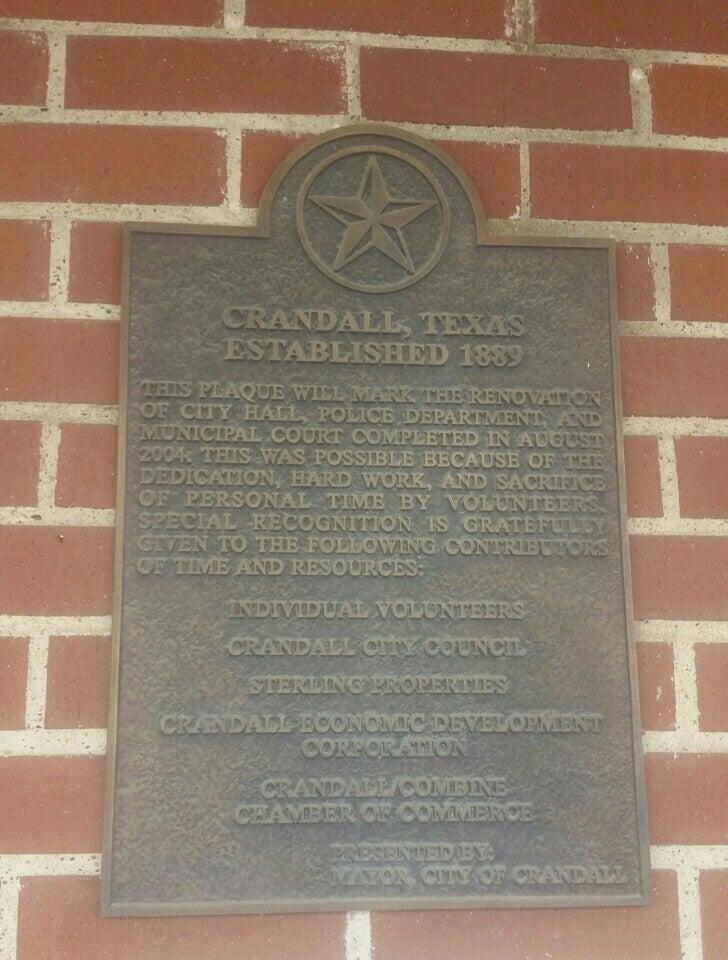 CRANDALL, TEXAS
ESTABLISHED 1889
THIS PLAQUE WILL MARK THE RENOVATION
OF CITY HALL, POLICE DEPARTMENT, AND
MUNICIPAL COURT COMPLETED IN AUGUST
2004. THIS WAS POSSIBLE BECAUSE OF THE
DEDICATION, HARD WORK, AND SACRIFICE
OF PERSONAL TIME BY VOLUNTEERS.
SPECIAL RECOGNITION IS GRATEFULLY
GIVEN TO THE FOLLOWING CONTRIBUTORS
OF TIME AND RESOURCES:
INDIVIDUAL VOLUNTEERS
CRANDALL CITY COUNCIL
STERLING PROPERTIES
CRANDALL ECONOMIC DEVELOPMENT
CORPORATION
CRANDALL/COMBINE
CHAMBER OF COMMERCE
PRESENTED BY:
MAYOR, CITY OF CRANDALL